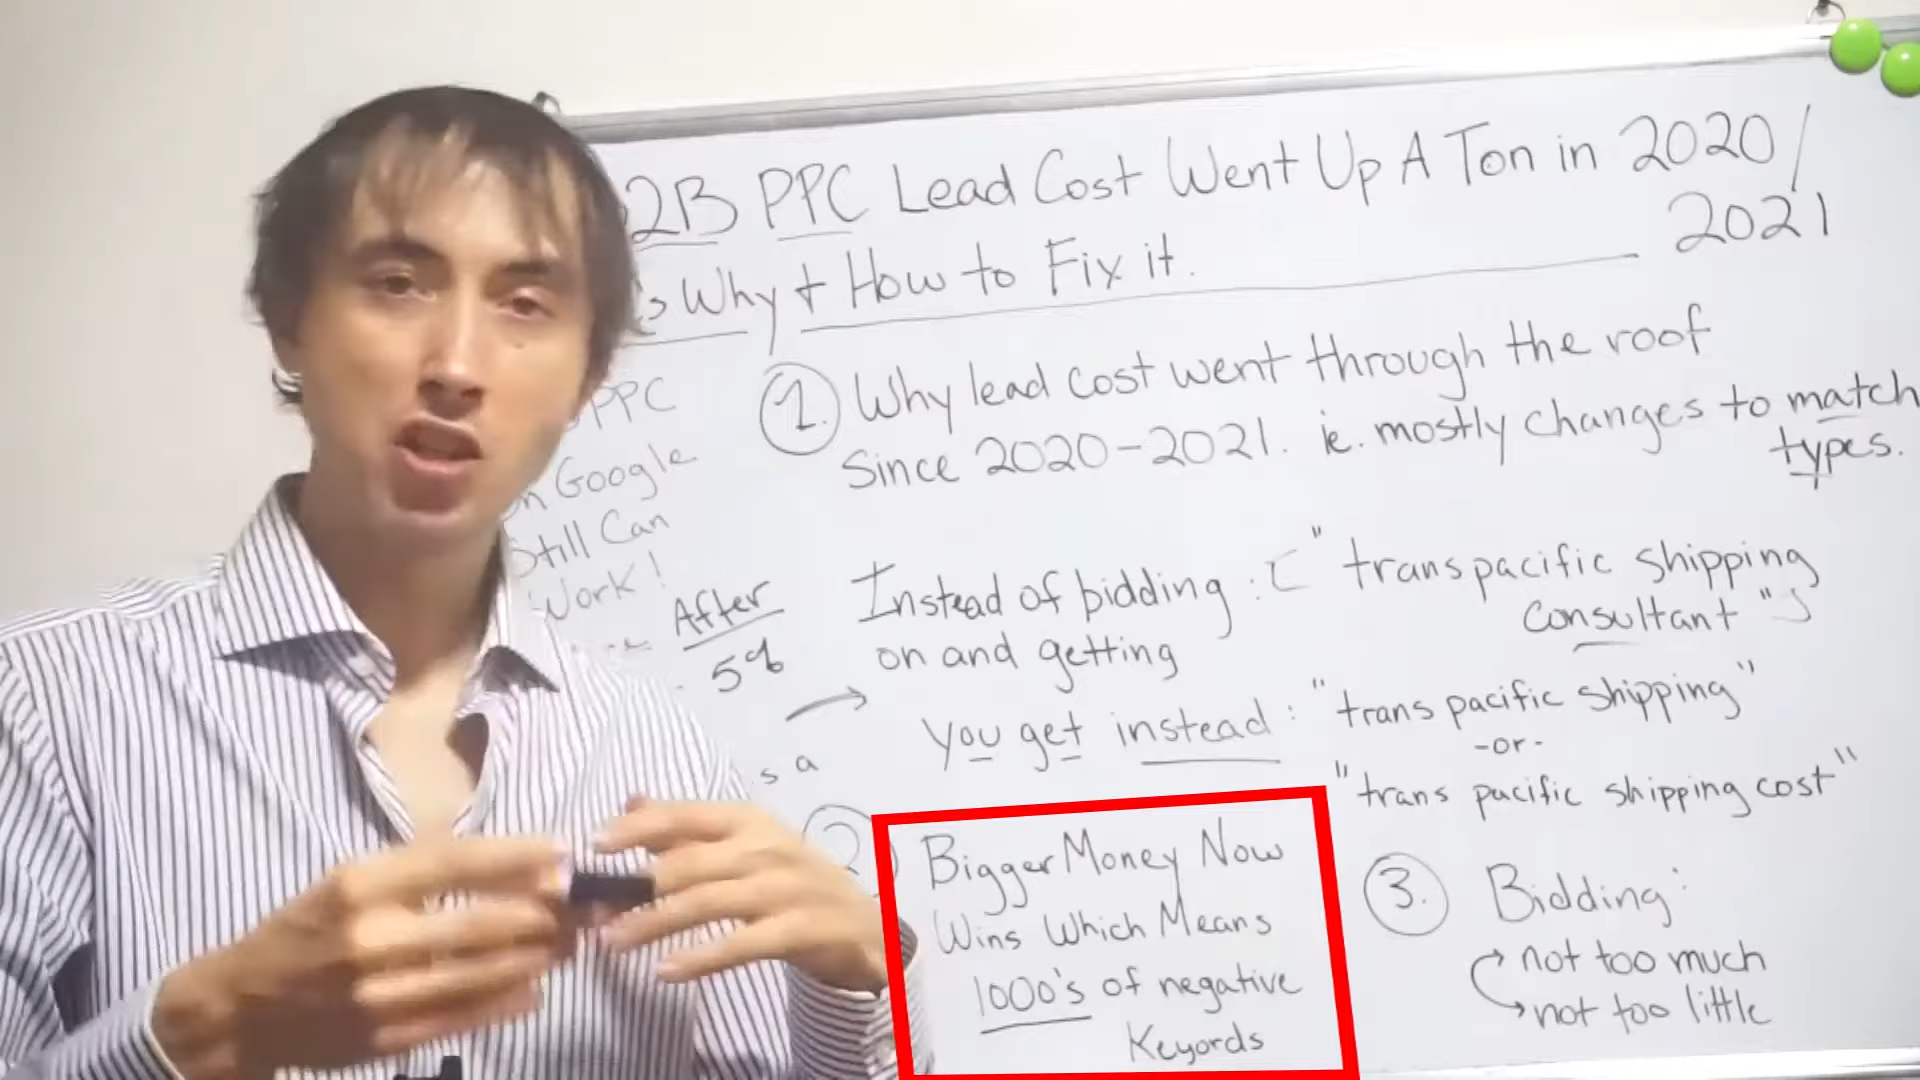 2B PPC Lead Cost Went Up A Ton in 2020/
2021
Why + How to Fix it.
PPC
Google
Still Can
Work!
After
5%
s a
1. Why lead cost went through the roof
Since 2020-2021. ie. mostly changes to match
types.
Instead of bidding : ["transpacific shipping
consultant"]
on and getting
You get instead: "trans pacific shipping"
-or-
"trans pacific shipping cost"
2 Bigger Money Now
Wins Which Means
1000's of negative
Keyords
3. Bidding:
not too much
not too little